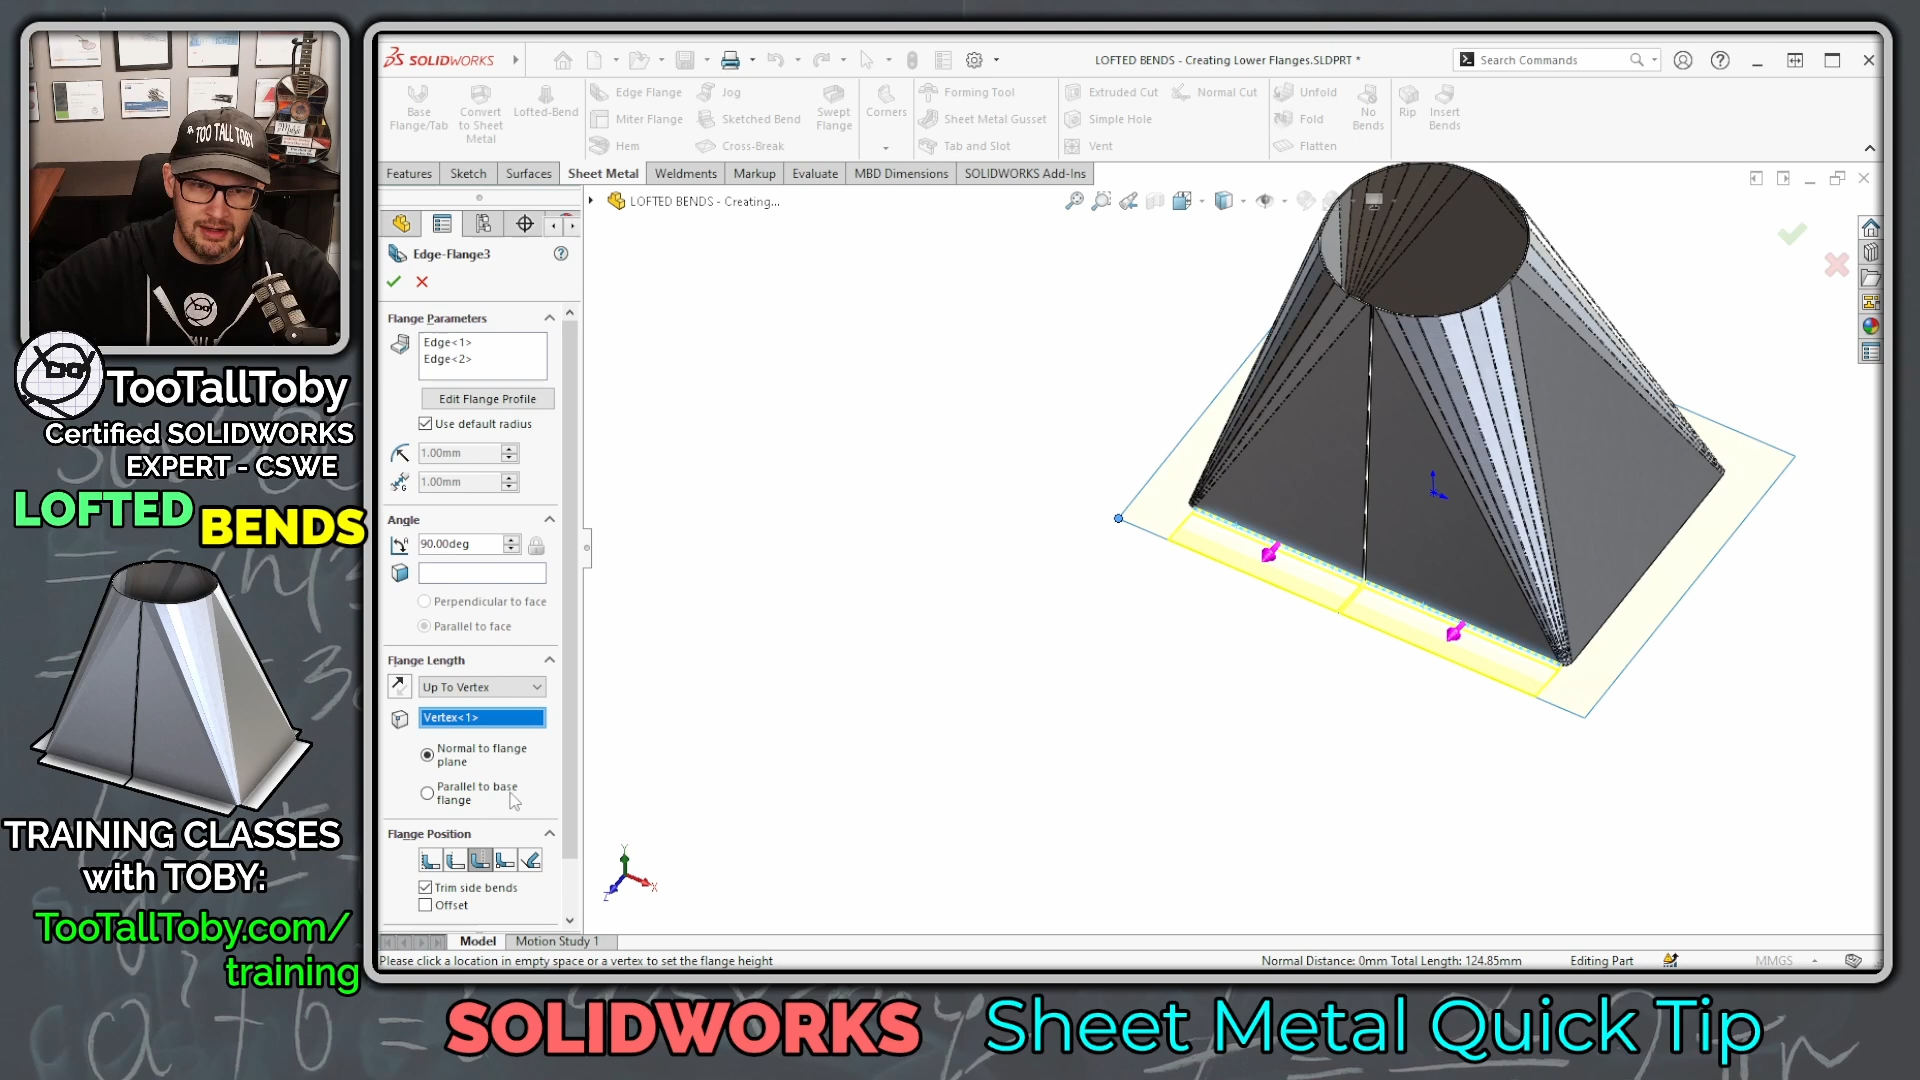 TOO TALL TOBY
TooTallToby
Certified SOLIDWORKS
EXPERT - CSWE
LOFTED BENDS
TRAINING CLASSES
with TOBY:
TooTallToby.com/
training
SOLIDWORKS
LOFTED BENDS - Creating Lower Flanges.SLDPRT *
Search Commands
Base Flange/Tab
Convert to Sheet Metal
Lofted-Bend
Edge Flange
Miter Flange
Hem
Jog
Sketched Bend
Cross-Break
Swept Flange
Corners
Forming Tool
Sheet Metal Gusset
Tab and Slot
Extruded Cut
Simple Hole
Vent
Normal Cut
Unfold
Fold
Flatten
No Bends
Rip
Insert Bends
Features
Sketch
Surfaces
Sheet Metal
Weldments
Markup
Evaluate
MBD Dimensions
SOLIDWORKS Add-Ins
LOFTED BENDS - Creating...
Edge-Flange3
Flange Parameters
Edge<1>
Edge<2>
Edit Flange Profile
Use default radius
1.00mm
1.00mm
Angle
90.00deg
Perpendicular to face
Parallel to face
Flange Length
Up To Vertex
Vertex<1>
Normal to flange
plane
Parallel to base
flange
Flange Position
Trim side bends
Offset
Y
X
Z
Model
Motion Study 1
Please click a location in empty space or a vertex to set the flange height
Normal Distance: 0mm Total Length: 124.85mm
Editing Part
MMGS
SOLIDWORKS
Sheet Metal Quick Tip